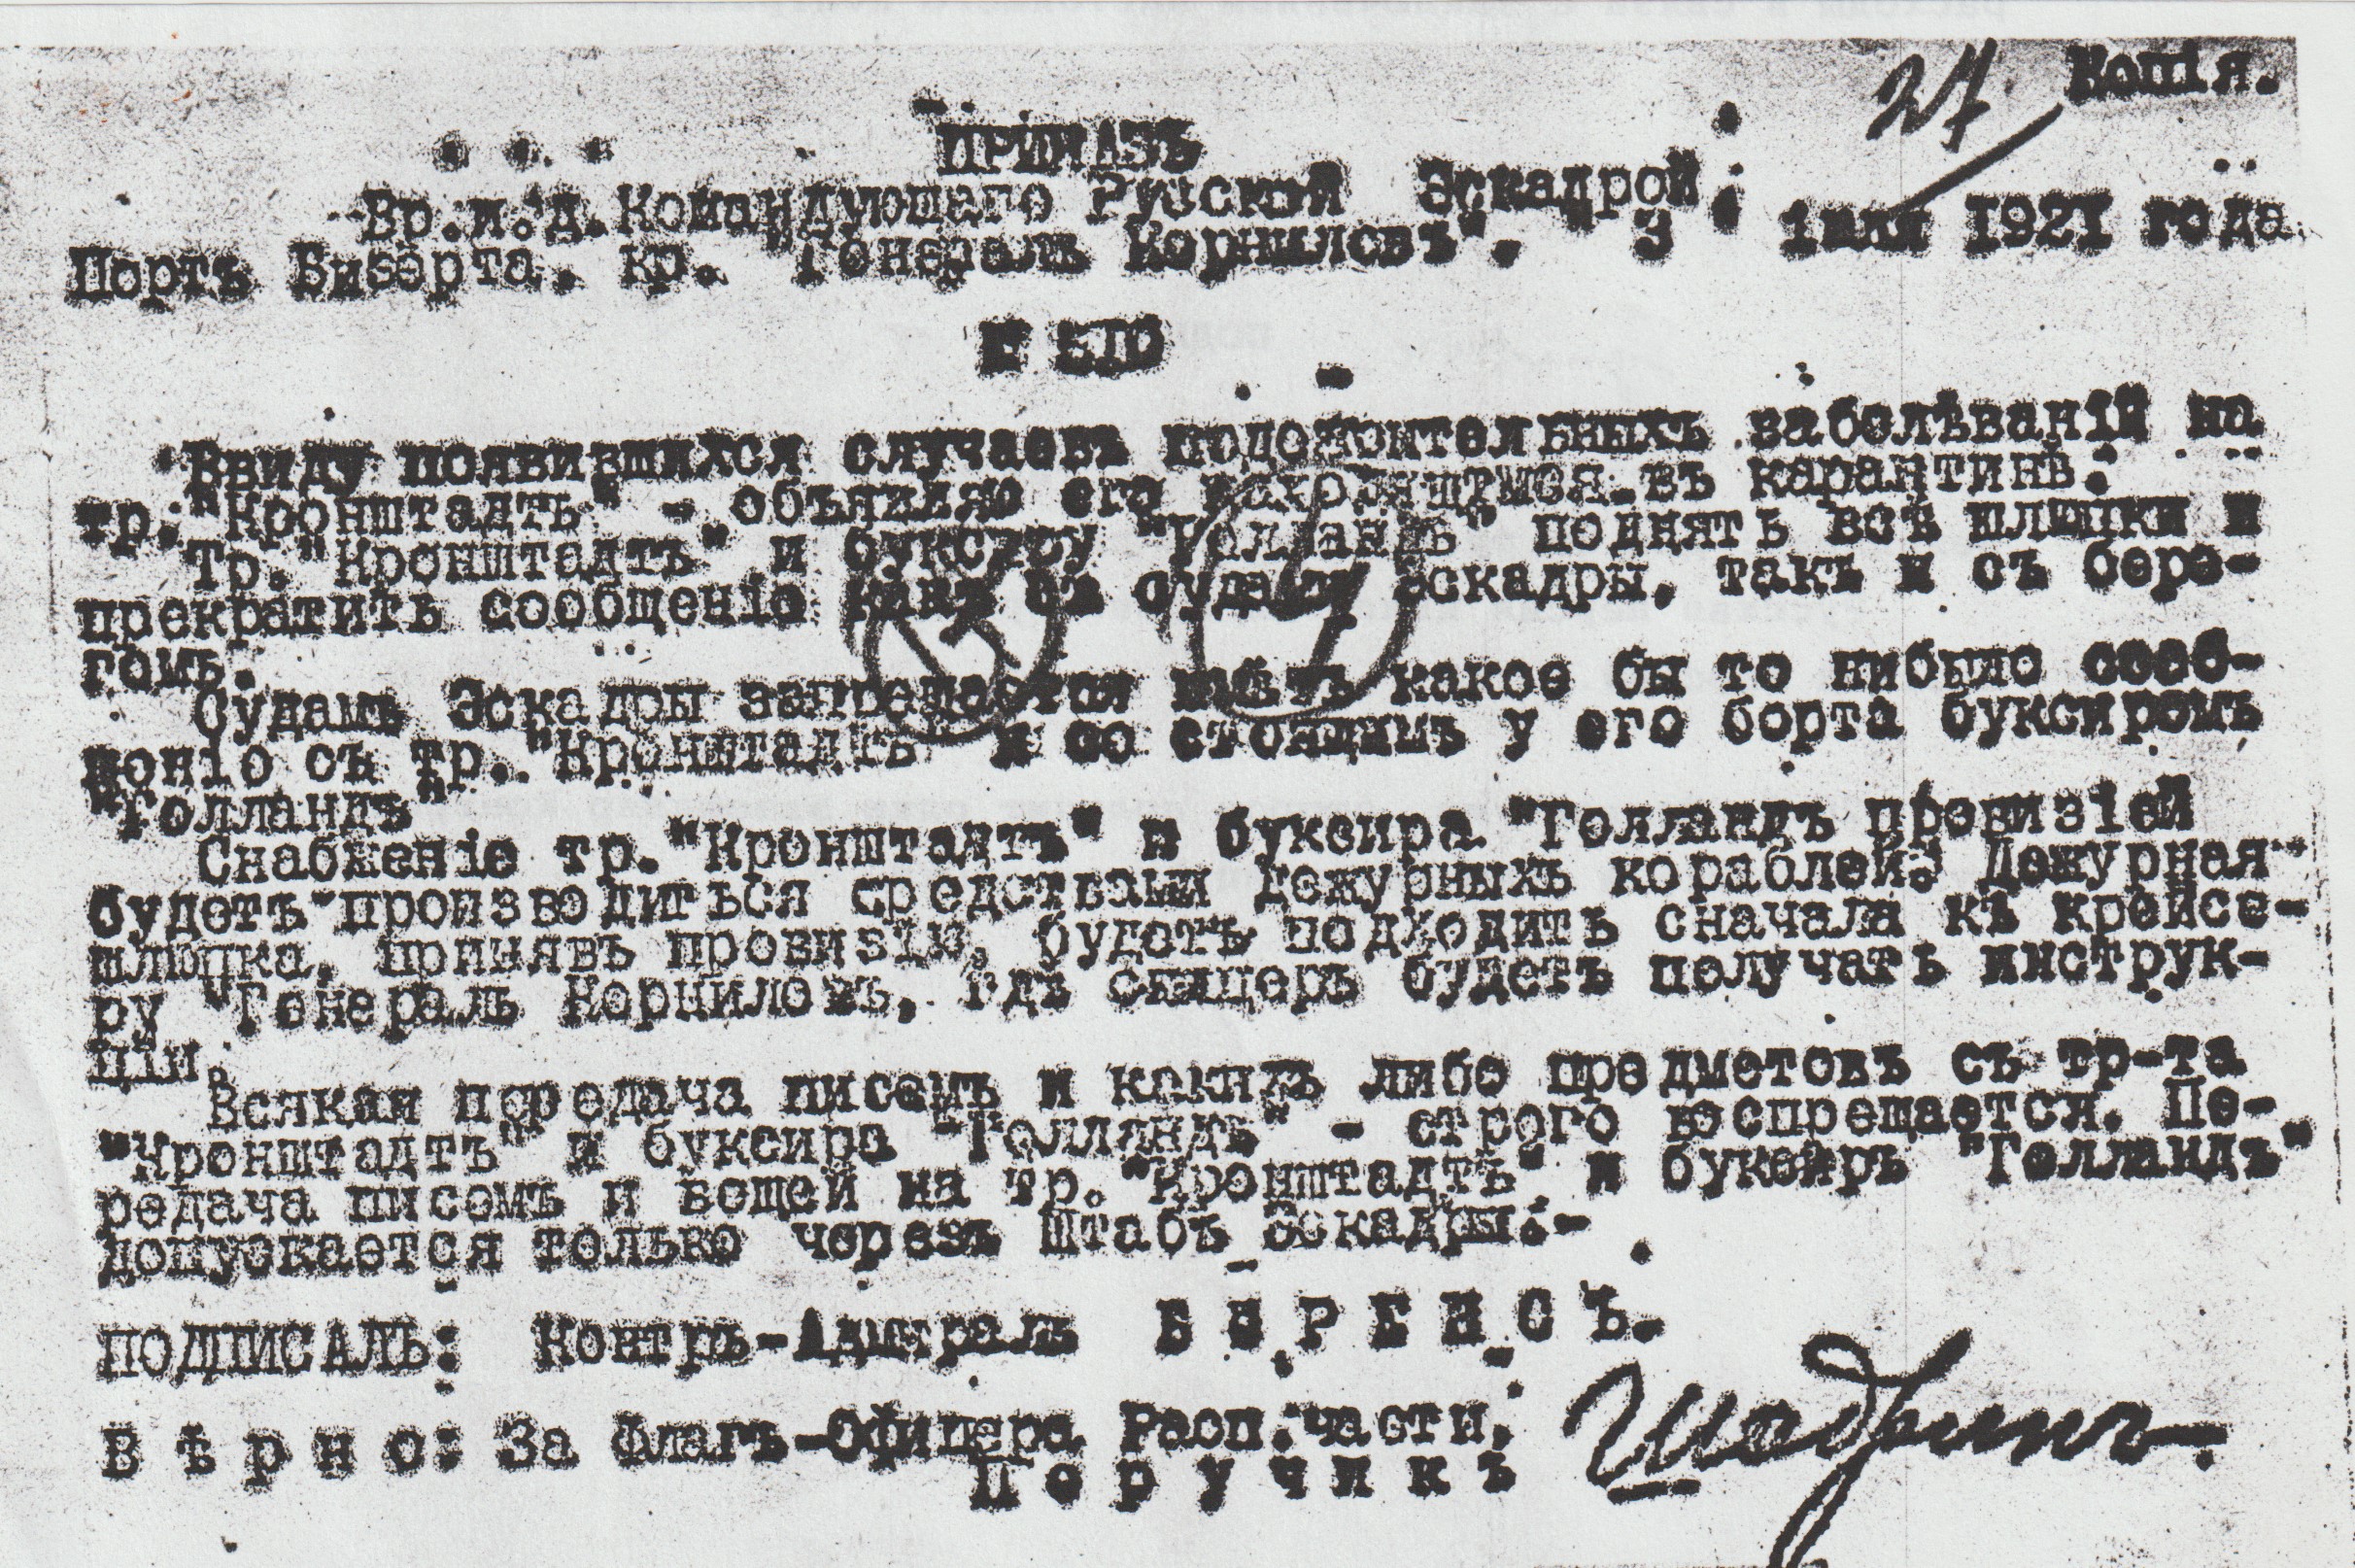 27
Копія.
ПРИКАЗЪ
Вр.и.д.Командующаго Русской Эскадрой.
Портъ Бизерта, кр. "Генералъ Корниловъ". " 3 " іюля 1921 года
№
Ввиду появившихся случаевъ подозрительныхъ заболѣваній на
тр."Кронштадтъ" - объявляю его находящимся въ карантинѣ.
Тр."Кронштадтъ" и буксиру "Голландъ" поднять всѣ шлюпки и
прекратить сообщеніе какъ съ судами эскадры, такъ и съ бере-
гомъ.
Судамъ Эскадры запрещается имѣть какое бы то нибыло сооб-
щеніе съ тр."Кронштадтъ" и со стоящимъ у его борта буксиромъ
"Голландъ"
Снабженіе тр."Кронштадтъ" и буксира "Голландъ провизіей
будетъ производиться средствами дежурныхъ кораблей. Дежурная
шлюпка, принявъ провизію, будетъ подходить сначала къ крейсе-
ру "Генералъ Корниловъ, гдѣ будетъ получать инструк-
ціи.
Всякая передача писемъ и какихъ либо предметовъ съ тр-та
"Кронштадтъ" и буксира "Голландъ" - строго воспрещается. Пе-
редача писемъ и вещей на тр."Кронштадтъ" и буксиръ "Голландъ"
допускается только черезъ Штабъ Эскадры.-
ПОДПИСАЛЪ: Контръ-Адмиралъ БЕРЕНСЪ.
Вѣрно: За Флагъ-Офицера Расп.части,
Поручикъ Шадринъ.